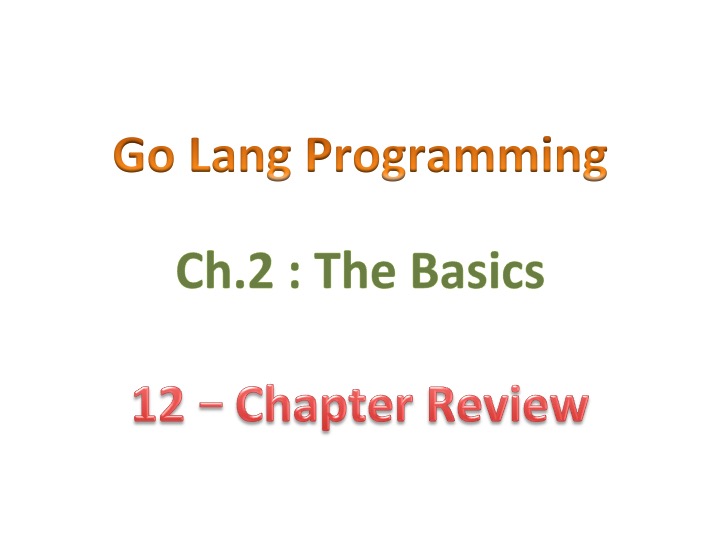 Go Lang Programming
Ch.2 : The Basics
12 – Chapter Review